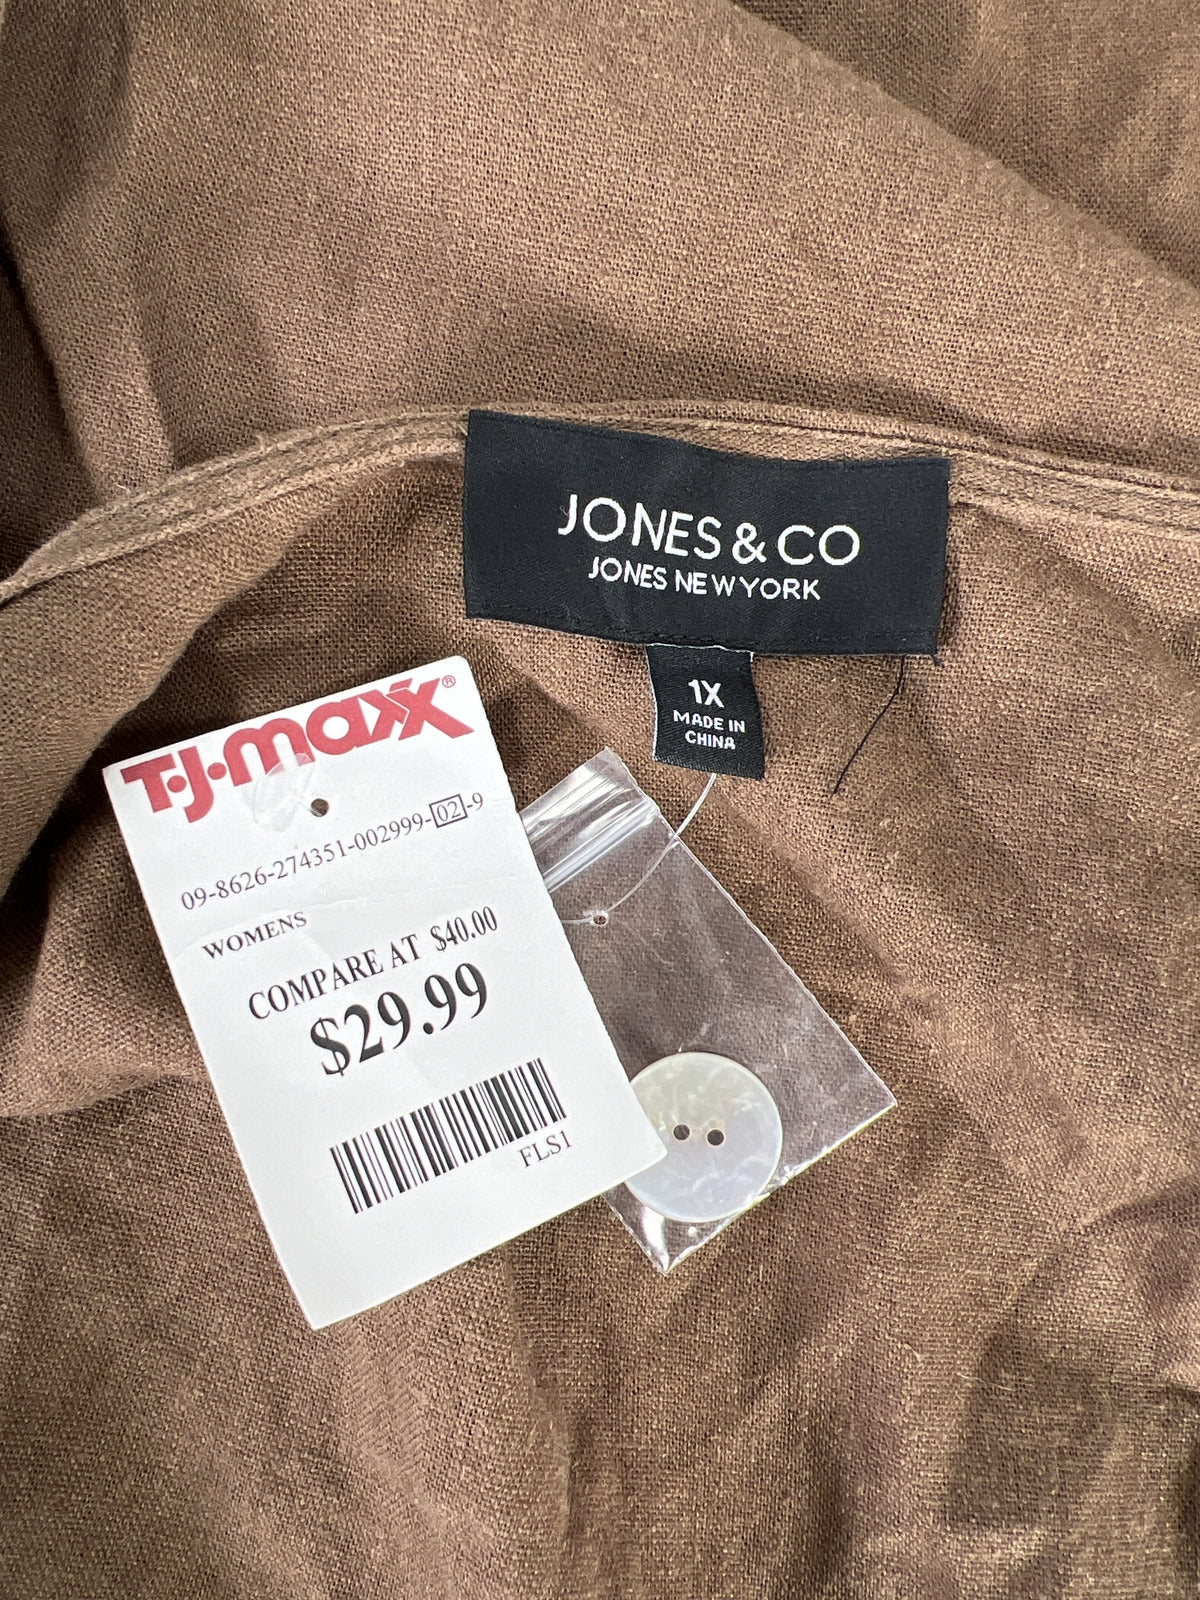 JONES & CO
JONES NEW YORK
1X
MADE IN
CHINA
T·J·maxx®
09-8626-274351-002999-02-9
WOMENS
COMPARE AT $40.00
$29.99
FLS1